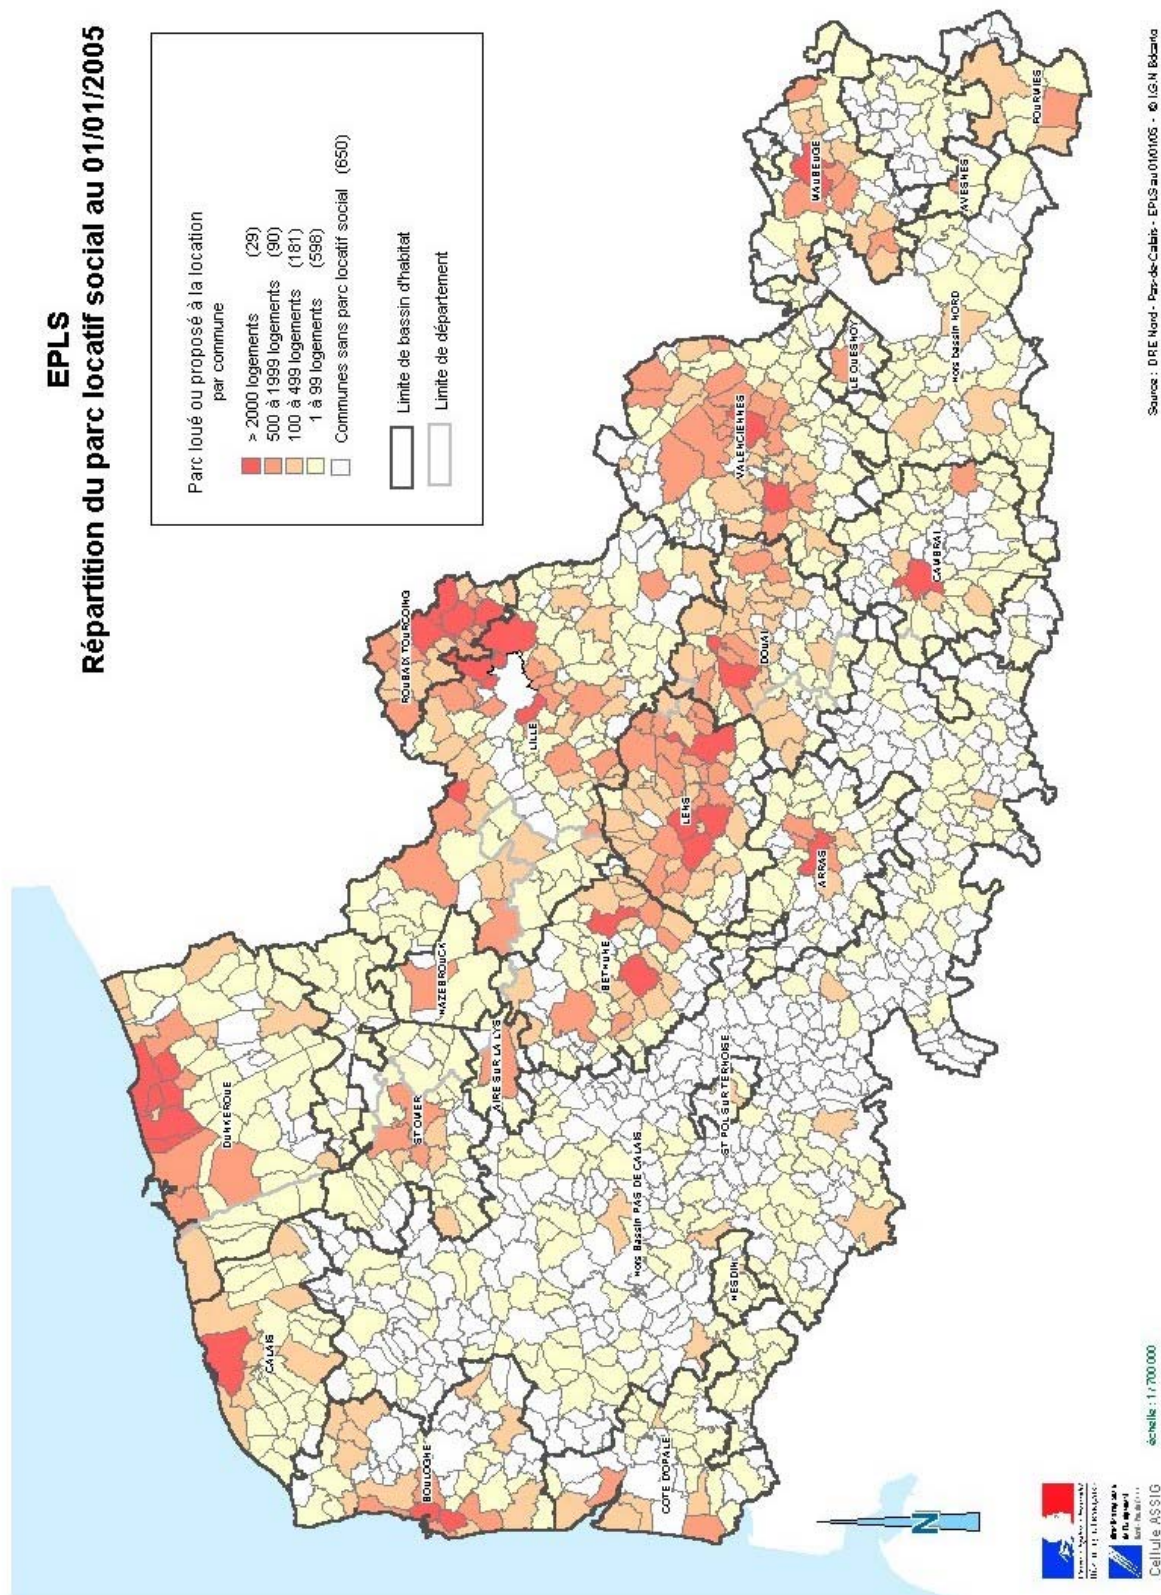 EPLS
Répartition du parc locatif social au 01/01/2005
Parc loué ou proposé à la location
par commune
> 2000 logements (29)
500 à 1999 logements (90)
100 à 499 logements (181)
1 à 99 logements (598)
Communes sans parc locatif social (650)
Limite de bassin d'habitat
Limite de département
DUNKERQUE
CALAIS
BOULOGNE
ST OMER
HAZEBROUCK
AIRE SUR LA LYS
ROUBAIX TOURCOING
LILLE
BETHUNE
LENS
DOUAI
VALENCIENNES
MAUBEUGE
COTE D'OPALE
HESDIN
HORS BASSIN PAS DE CALAIS
ST POL SUR TERNOISE
ARRAS
CAMBRAI
LE QUESNOY
HORS BASSIN NORD
AVESNES
FOURMIES
N
Cellule ASSIG
échelle : 1 / 700 000
Source : DRE Nord - Pas-de-Calais - EPLS au 01/01/05 - © I.G.N Bdcarto